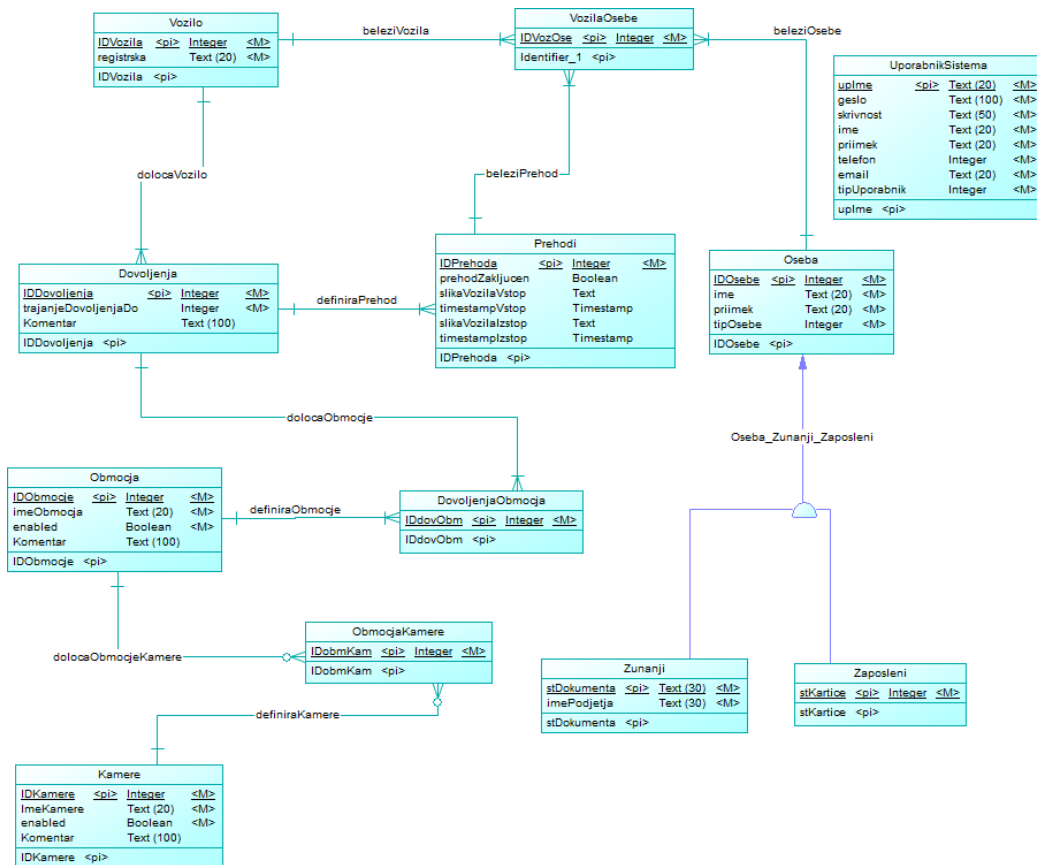 Vozilo
IDVozila <pi> Integer <M>
registrska Text (20) <M>
IDVozila <pi>
beleziVozila
VozilaOsebe
IDVozOse <pi> Integer <M>
Identifier_1 <pi>
beleziOsebe
UporabnikSistema
upIme <pi> Text (20) <M>
geslo Text (100) <M>
skrivnost Text (50) <M>
ime Text (20) <M>
priimek Text (20) <M>
telefon Integer <M>
email Text (20) <M>
tipUporabnik Integer <M>
upIme <pi>
dolocaVozilo
beleziPrehod
Dovoljenja
IDDovoljenja <pi> Integer <M>
trajanjeDovoljenjaDo Integer <M>
Komentar Text (100)
IDDovoljenja <pi>
definiraPrehod
Prehodi
IDPrehoda <pi> Integer <M>
prehodZakljucen Boolean
slikaVozilaVstop Text
timestampVstop Timestamp
slikaVozilaIzstop Text
timestampIzstop Timestamp
IDPrehoda <pi>
Oseba
IDOsebe <pi> Integer <M>
ime Text (20) <M>
priimek Text (20) <M>
tipOsebe Integer <M>
IDOsebe <pi>
dolocaObmocje
Oseba_Zunanji_Zaposleni
Obmocja
IDObmocje <pi> Integer <M>
imeObmocja Text (20) <M>
enabled Boolean <M>
Komentar Text (100)
IDObmocje <pi>
definiraObmocje
DovoljenjaObmocja
IDdovObm <pi> Integer <M>
IDdovObm <pi>
dolocaObmocjeKamere
ObmocjaKamere
IDobmKam <pi> Integer <M>
IDobmKam <pi>
definiraKamere
Zunanji
stDokumenta <pi> Text (30) <M>
imePodjetja Text (30) <M>
stDokumenta <pi>
Zaposleni
stKartice <pi> Integer <M>
stKartice <pi>
Kamere
IDKamere <pi> Integer <M>
ImeKamere Text (20) <M>
enabled Boolean <M>
Komentar Text (100)
IDKamere <pi>